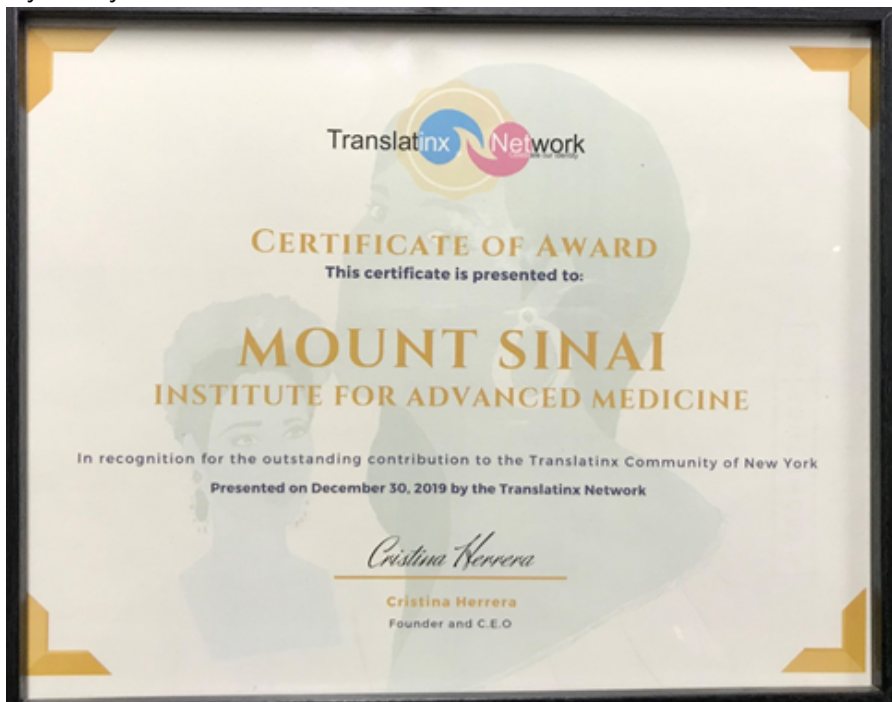 Translatinx Network
CERTIFICATE OF AWARD
This certificate is presented to:
MOUNT SINAI
INSTITUTE FOR ADVANCED MEDICINE
In recognition for the outstanding contribution to the Translatinx Community of New York
Presented on December 30, 2019 by the Translatinx Network
Cristina Herrera
Cristina Herrera
Founder and C.E.O